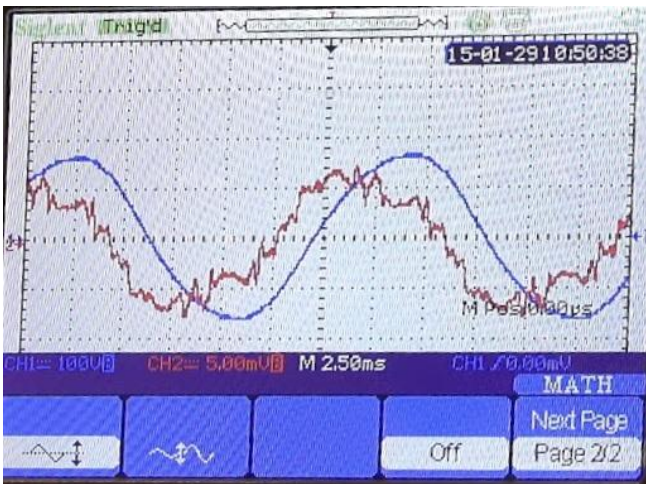 Siglent Trig'd
15-01-29 10:50:38
2
M Pos:0.00µs
CH1= 100V B CH2= 5.00mV B M 2.50ms CH1 / 0.00mV
MATH
Next Page
Off Page 2/2